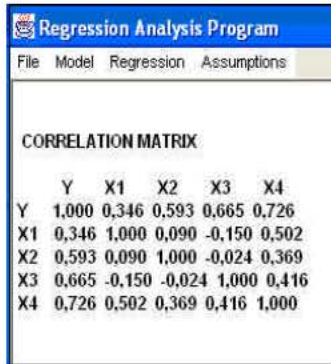 Regression Analysis Program
File Model Regression Assumptions
CORRELATION MATRIX
Y X1 X2 X3 X4
Y 1,000 0,346 0,593 0,665 0,726
X1 0,346 1,000 0,090 -0,150 0,502
X2 0,593 0,090 1,000 -0,024 0,369
X3 0,665 -0,150 -0,024 1,000 0,416
X4 0,726 0,502 0,369 0,416 1,000